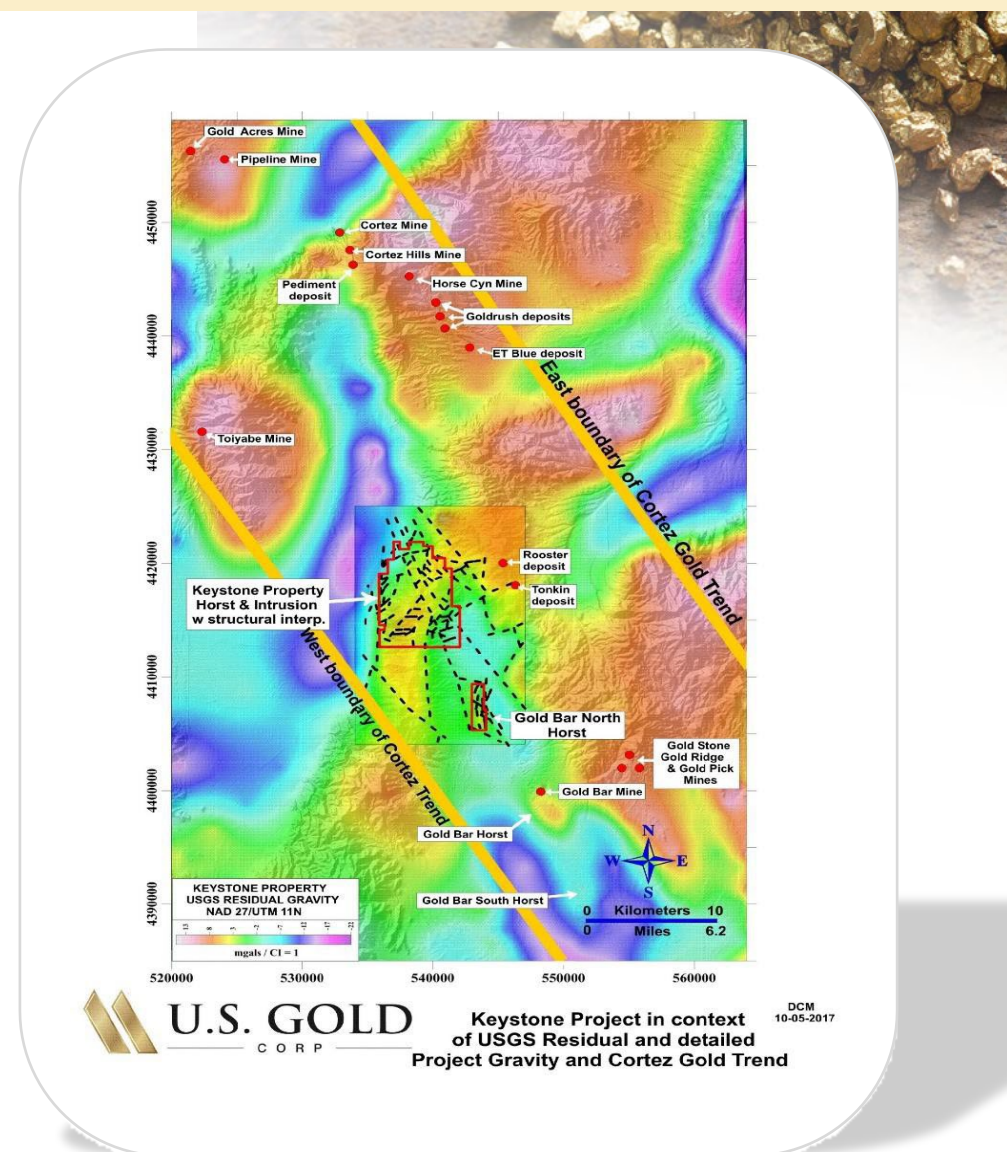 Gold Acres Mine
Pipeline Mine
Cortez Mine
Cortez Hills Mine
Pediment
deposit
Horse Cyn Mine
Goldrush deposits
ET Blue deposit
East boundary of Cortez Gold Trend
Toiyabe Mine
Rooster
deposit
Tonkin
deposit
Keystone Property
Horst & Intrusion
w structural interp.
West boundary of Cortez Trend
Gold Bar North
Horst
Gold Stone
Gold Ridge
& Gold Pick
Mines
Gold Bar Mine
Gold Bar Horst
Gold Bar South Horst
N
W E
S
0 Kilometers 10
0 Miles 6.2
KEYSTONE PROPERTY
USGS RESIDUAL GRAVITY
NAD 27/UTM 11N
mgals / CI = 1
4450000
4440000
4430000
4420000
4410000
4400000
4390000
520000 530000 540000 550000 560000
U.S. GOLD
CORP
Keystone Project in context
of USGS Residual and detailed
Project Gravity and Cortez Gold Trend
DCM
10-05-2017